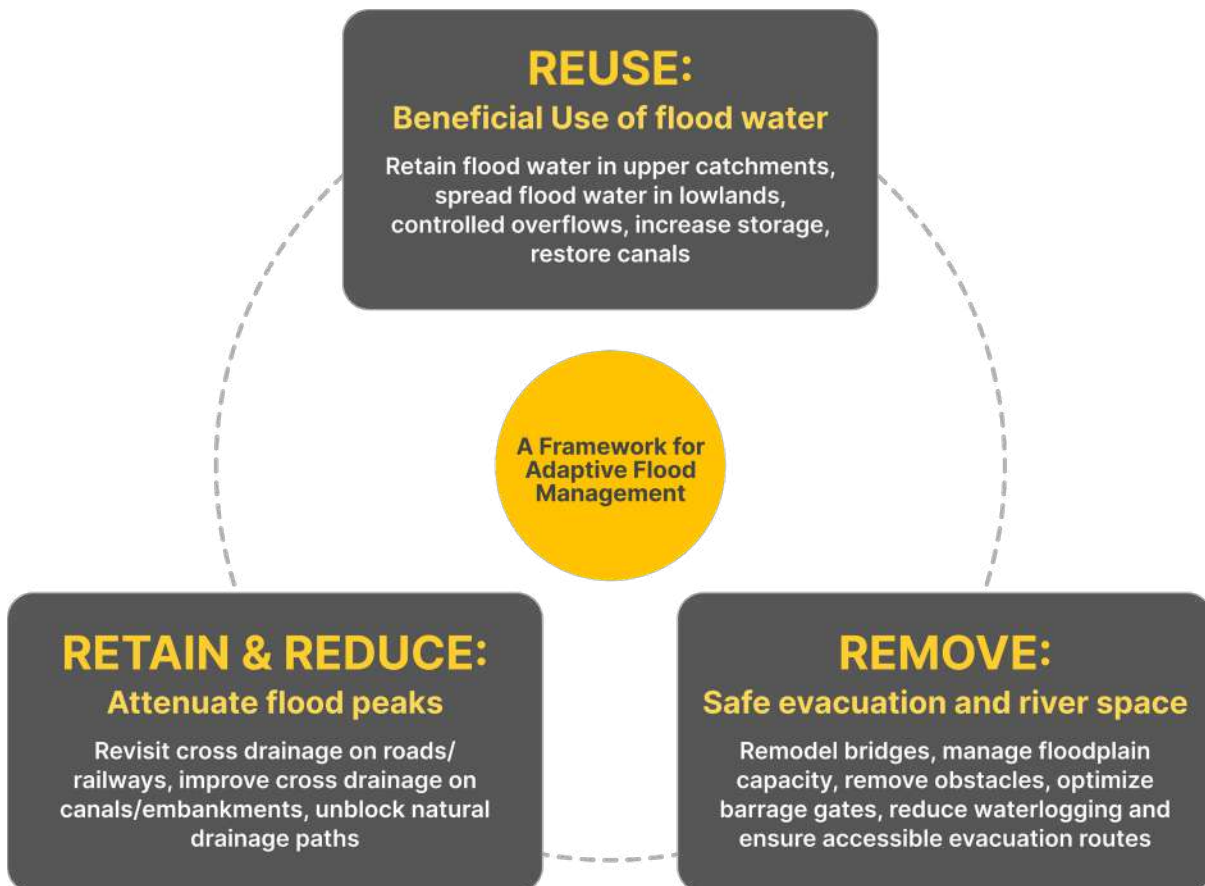 REUSE:
Beneficial Use of flood water
Retain flood water in upper catchments,
spread flood water in lowlands,
controlled overflows, increase storage,
restore canals
A Framework for
Adaptive Flood
Management
RETAIN & REDUCE:
Attenuate flood peaks
Revisit cross drainage on roads/
railways, improve cross drainage on
canals/embankments, unblock natural
drainage paths
REMOVE:
Safe evacuation and river space
Remodel bridges, manage floodplain
capacity, remove obstacles, optimize
barrage gates, reduce waterlogging and
ensure accessible evacuation routes